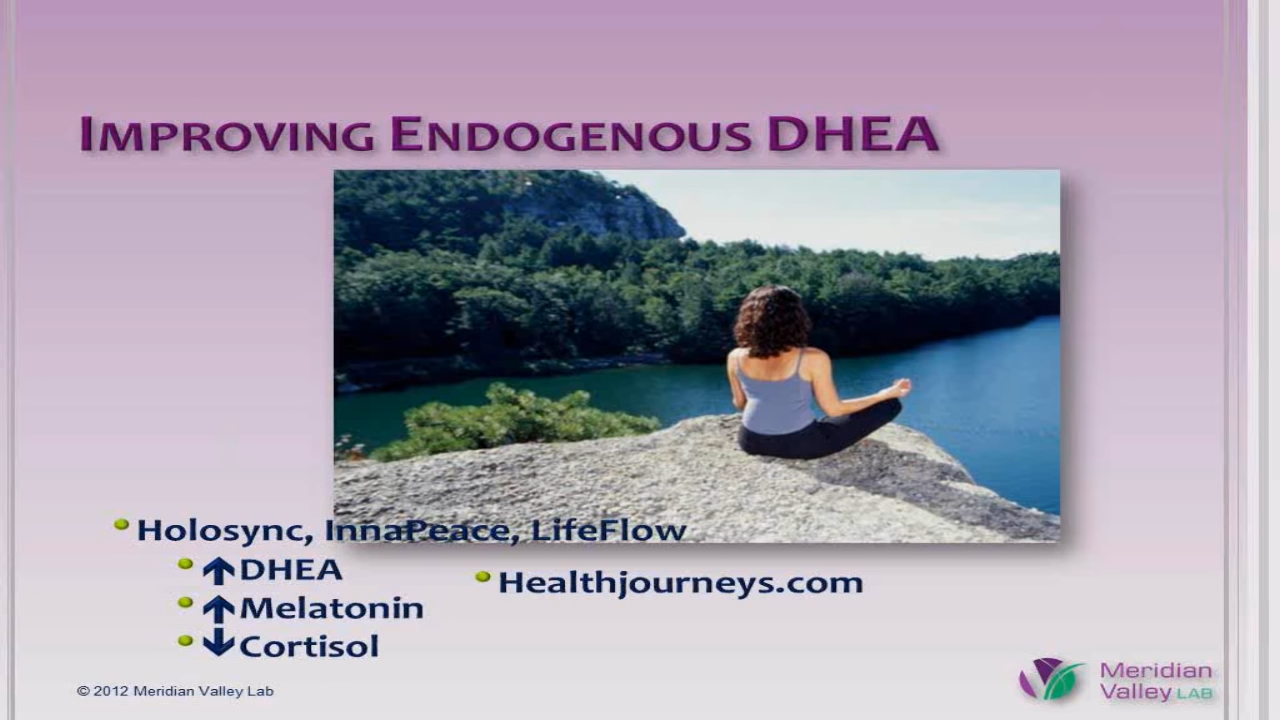 IMPROVING ENDOGENOUS DHEA
Holosync, InnaPeace, LifeFlow
↑DHEA
↑Melatonin
↓Cortisol
Healthjourneys.com
© 2012 Meridian Valley Lab
Meridian
Valley LAB